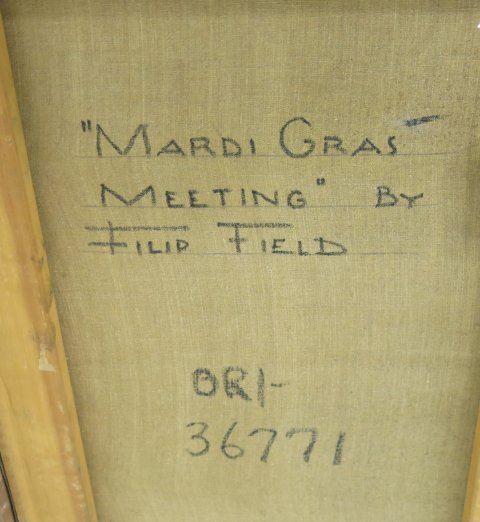 "MARDI GRAS
MEETING" BY
FILIP FIELD
ORI-
36771